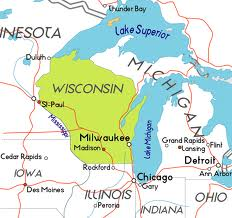 Thunder Bay
MINNESOTA
Lake Superior
Duluth
MICHIGAN
WISCONSIN
St-Paul
Mississippi
Lake Michigan
Milwaukee
Madison
Grand Rapids
Lansing
Flint
Detroit
Ann Arbor
Cedar Rapids
Rockford
Chicago
Gary
IOWA
Des Moines
ILLINOIS
Peoria
INDIANA
OHIO